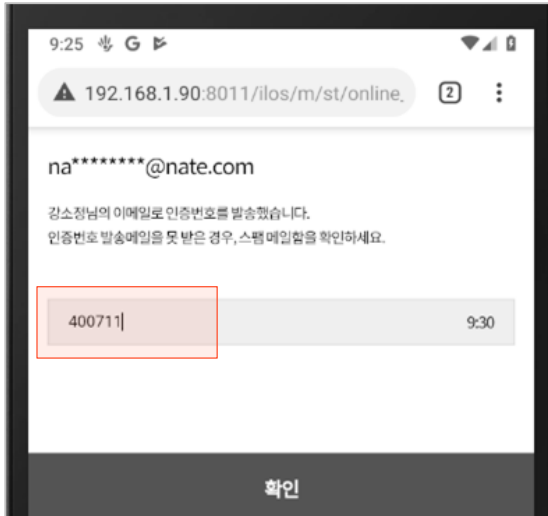 9:25 G
192.168.1.90:8011/ilos/m/st/online_ 2
na********@nate.com
강소정님의 이메일로 인증번호를 발송했습니다.
인증번호 발송메일을 못 받은 경우, 스팸 메일함을 확인하세요.
400711 9:30
확인